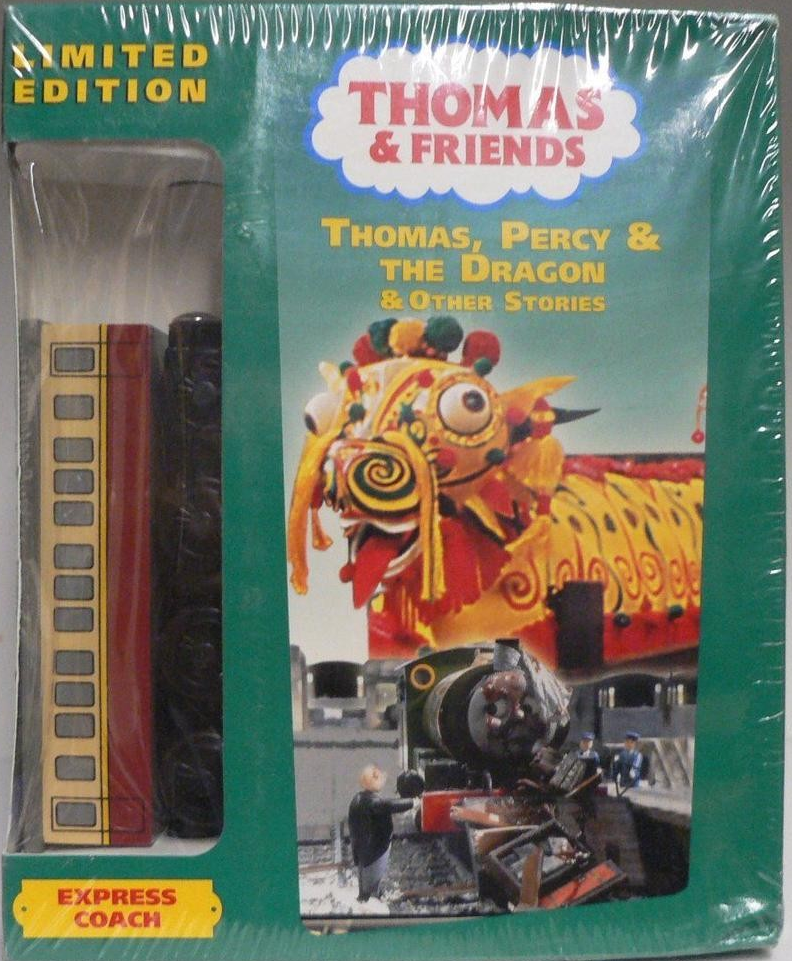 LIMITED
EDITION
THOMAS
& FRIENDS
THOMAS, PERCY &
THE DRAGON
& OTHER STORIES
EXPRESS
COACH